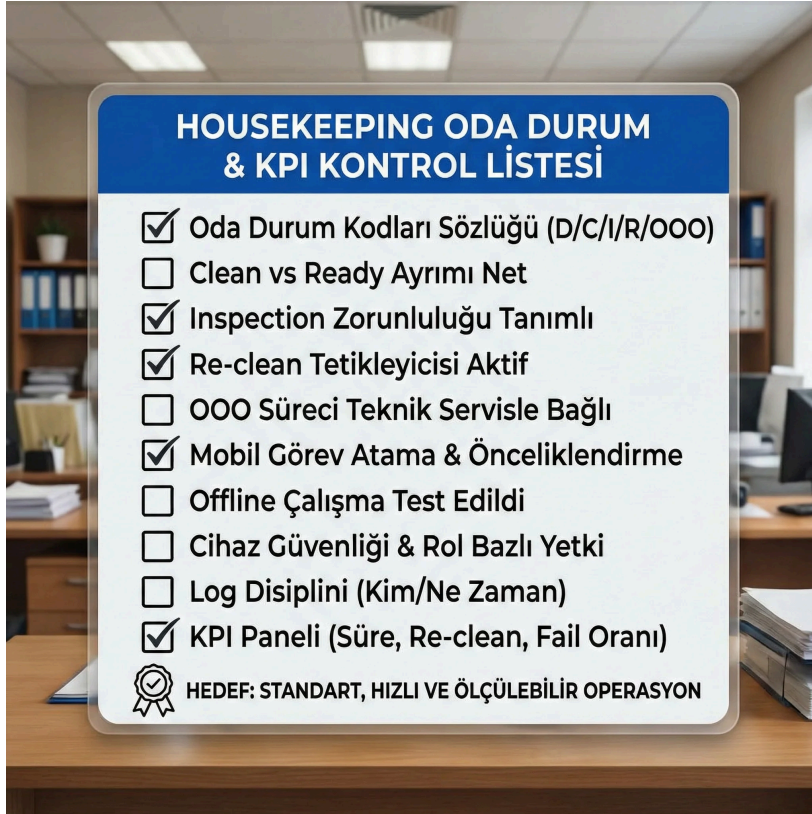 HOUSEKEEPING ODA DURUM
& KPI KONTROL LİSTESİ
Oda Durum Kodları Sözlüğü (D/C/I/R/OOO)
Clean vs Ready Ayrımı Net
Inspection Zorunluluğu Tanımlı
Re-clean Tetikleyicisi Aktif
OOO Süreci Teknik Servisle Bağlı
Mobil Görev Atama & Önceliklendirme
Offline Çalışma Test Edildi
Cihaz Güvenliği & Rol Bazlı Yetki
Log Disiplini (Kim/Ne Zaman)
KPI Paneli (Süre, Re-clean, Fail Oranı)
HEDEF: STANDART, HIZLI VE ÖLÇÜLEBİLİR OPERASYON